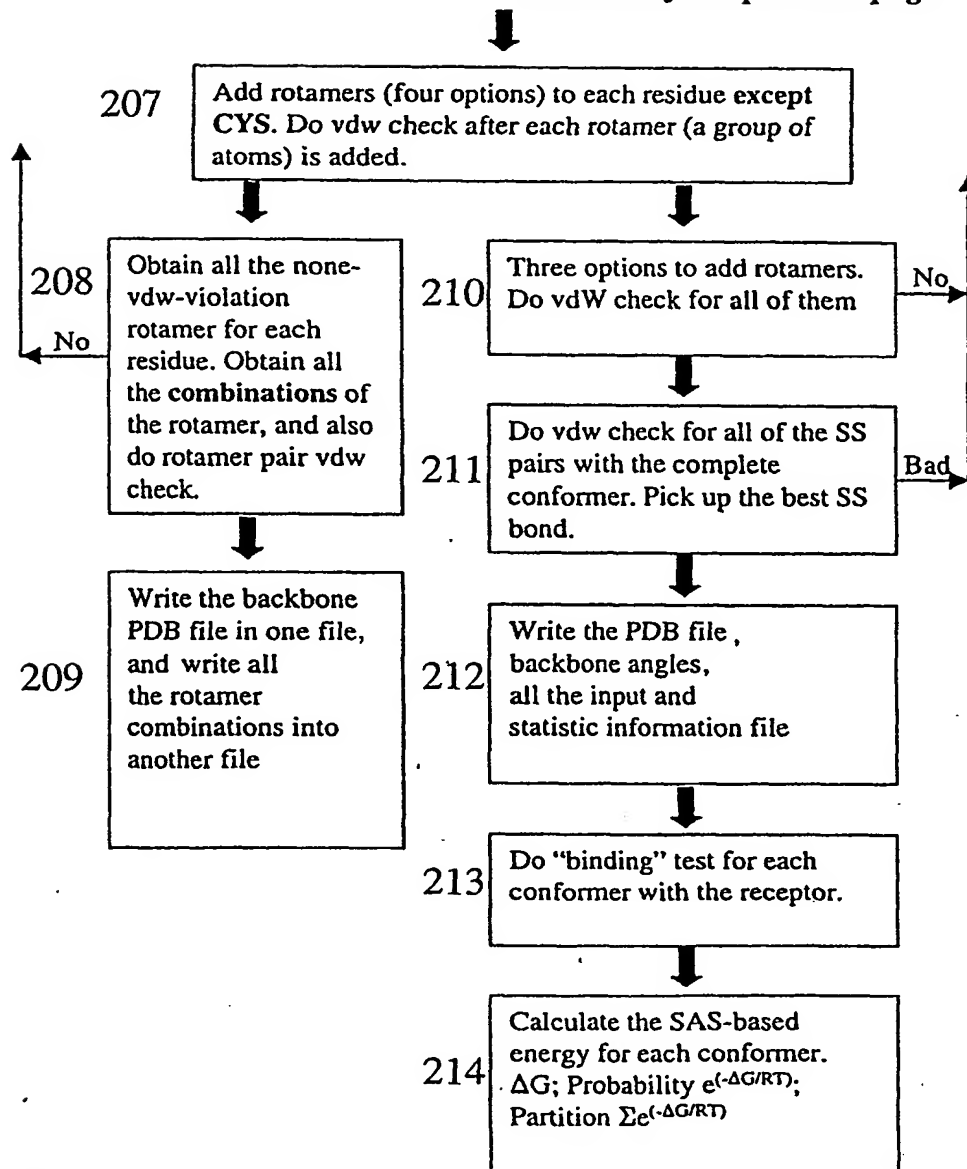 207
Add rotamers (four options) to each residue except
CYS. Do vdw check after each rotamer (a group of
atoms) is added.
208
Obtain all the none-
vdw-violation
rotamer for each
residue. Obtain all
the combinations of
the rotamer, and also
do rotamer pair vdw
check.
No
210
Three options to add rotamers.
Do vdW check for all of them
No
211
Do vdw check for all of the SS
pairs with the complete
conformer. Pick up the best SS
bond.
Bad
209
Write the backbone
PDB file in one file,
and write all
the rotamer
combinations into
another file
212
Write the PDB file,
backbone angles,
all the input and
statistic information file
213
Do "binding" test for each
conformer with the receptor.
214
Calculate the SAS-based
energy for each conformer.
ΔG; Probability e(-ΔG/RT);
Partition Σe(-ΔG/RT)